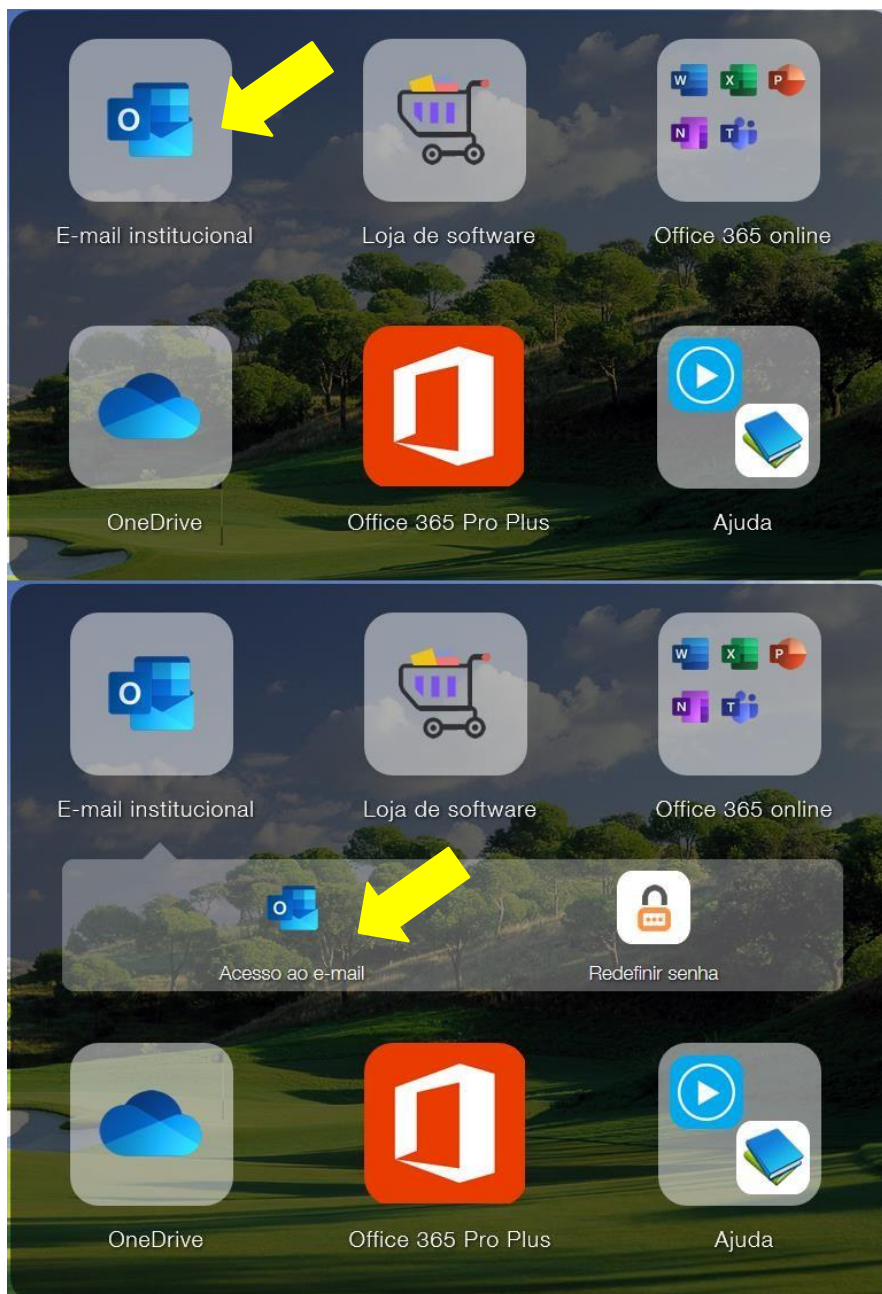 O
W X P
N T
E-mail institucional
Loja de software
Office 365 online
OneDrive
Office 365 Pro Plus
Ajuda
O
W X P
N T
E-mail institucional
Loja de software
Office 365 online
O
Acesso ao e-mail
Redefinir senha
OneDrive
Office 365 Pro Plus
Ajuda